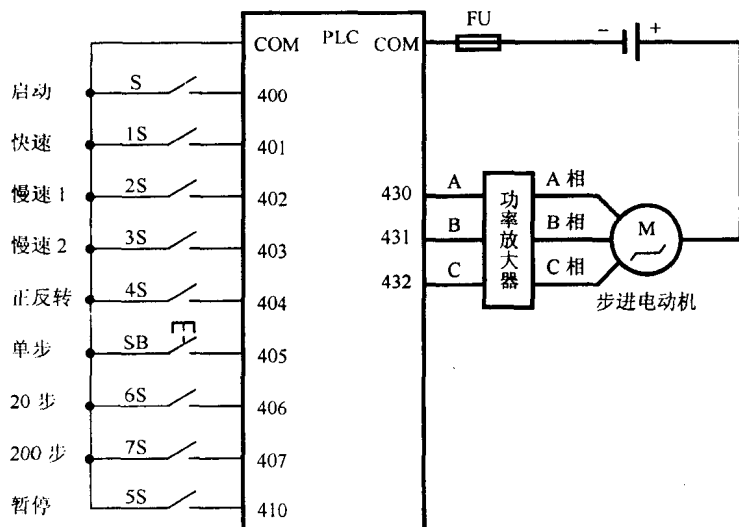 COM PLC COM FU － ＋
启动 S 400
快速 1S 401
慢速 1 2S 402 430 A A 相
慢速 2 3S 403 431 B B 相 M
正反转 4S 404 432 C C 相
功率放大器
步进电动机
单步 SB 405
20 步 6S 406
200 步 7S 407
暂停 5S 410